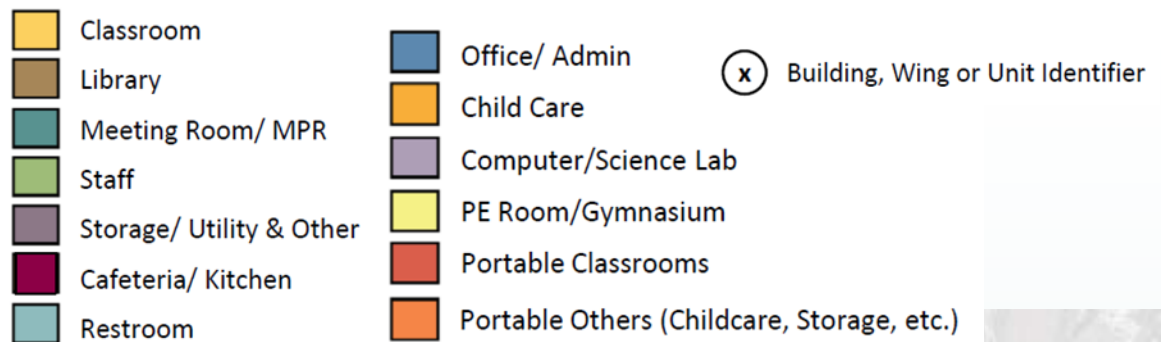 Classroom
Library
Meeting Room/ MPR
Staff
Storage/ Utility & Other
Cafeteria/ Kitchen
Restroom
Office/ Admin
Child Care
Computer/Science Lab
PE Room/Gymnasium
Portable Classrooms
Portable Others (Childcare, Storage, etc.)
x Building, Wing or Unit Identifier